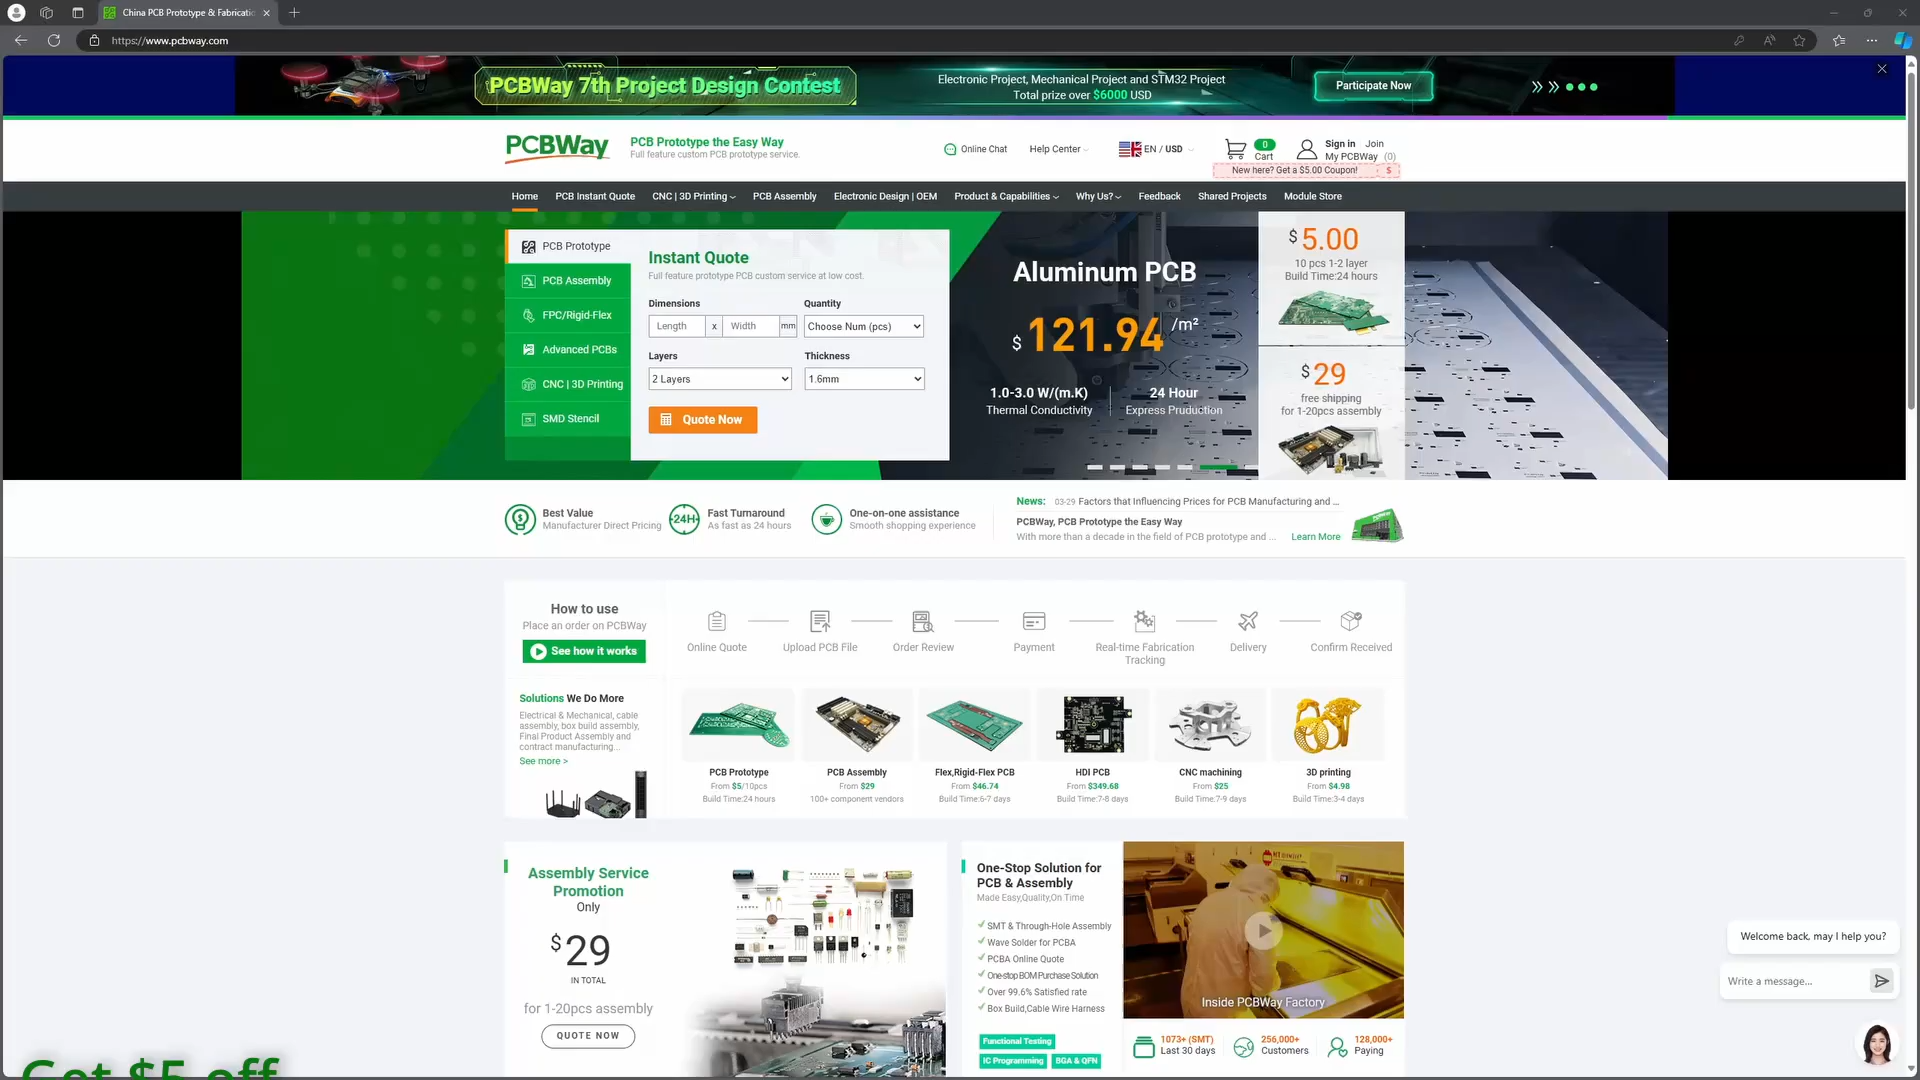 China PCB Prototype & Fabricatio
https://www.pcbway.com
PCBWay 7th Project Design Contest
Electronic Project, Mechanical Project and STM32 Project
Total prize over $6000 USD
Participate Now
PCBWay
PCB Prototype the Easy Way
Full feature custom PCB prototype service.
Online Chat
Help Center
EN / USD
0
Cart
Sign in
Join
My PCBWay (0)
New here? Get a $5.00 Coupon!
$
Home
PCB Instant Quote
CNC | 3D Printing
PCB Assembly
Electronic Design | OEM
Product & Capabilities
Why Us?
Feedback
Shared Projects
Module Store
PCB Prototype
PCB Assembly
FPC/Rigid-Flex
Advanced PCBs
CNC | 3D Printing
SMD Stencil
Instant Quote
Full feature prototype PCB custom service at low cost.
Dimensions
Quantity
Length
x
Width
mm
Choose Num (pcs)
Layers
Thickness
2 Layers
1.6mm
Quote Now
Aluminum PCB
$ 121.94 /m²
1.0-3.0 W/(m.K)
Thermal Conductivity
24 Hour
Express Pruduction
$ 5.00
10 pcs 1-2 layer
Build Time:24 hours
$ 29
free shipping
for 1-20pcs assembly
Best Value
Manufacturer Direct Pricing
24H
Fast Turnaround
As fast as 24 hours
One-on-one assistance
Smooth shopping experience
News:
03-29 Factors that Influencing Prices for PCB Manufacturing and ...
PCBWay, PCB Prototype the Easy Way
With more than a decade in the field of PCB prototype and ...
Learn More
How to use
Place an order on PCBWay
See how it works
Online Quote
Upload PCB File
Order Review
Payment
Real-time Fabrication
Tracking
Delivery
Confirm Received
Solutions We Do More
Electrical & Mechanical, cable
assembly, box build assembly,
Final Product Assembly and
contract manufacturing...
See more >
PCB Prototype
From $5/10pcs
Build Time:24 hours
PCB Assembly
From $29
100+ component vendors
Flex,Rigid-Flex PCB
From $46.74
Build Time:6-7 days
HDI PCB
From $349.68
Build Time:7-8 days
CNC machining
From $25
Build Time:7-9 days
3D printing
From $4.98
Build Time:3-4 days
Assembly Service
Promotion
Only
$29
IN TOTAL
for 1-20pcs assembly
QUOTE NOW
One-Stop Solution for
PCB & Assembly
Made Easy,Quality,On Time
SMT & Through-Hole Assembly
Wave Solder for PCBA
PCBA Online Quote
One-stop BOM Purchase Solution
Over 99.6% Satisfied rate
Box Build,Cable Wire Harness
Functional Testing
IC Programming
BGA & QFN
Inside PCBWay Factory
1073+ (SMT)
Last 30 days
256,000+
Customers
128,000+
Paying
Welcome back, may I help you?
Write a message...
Get $5 off